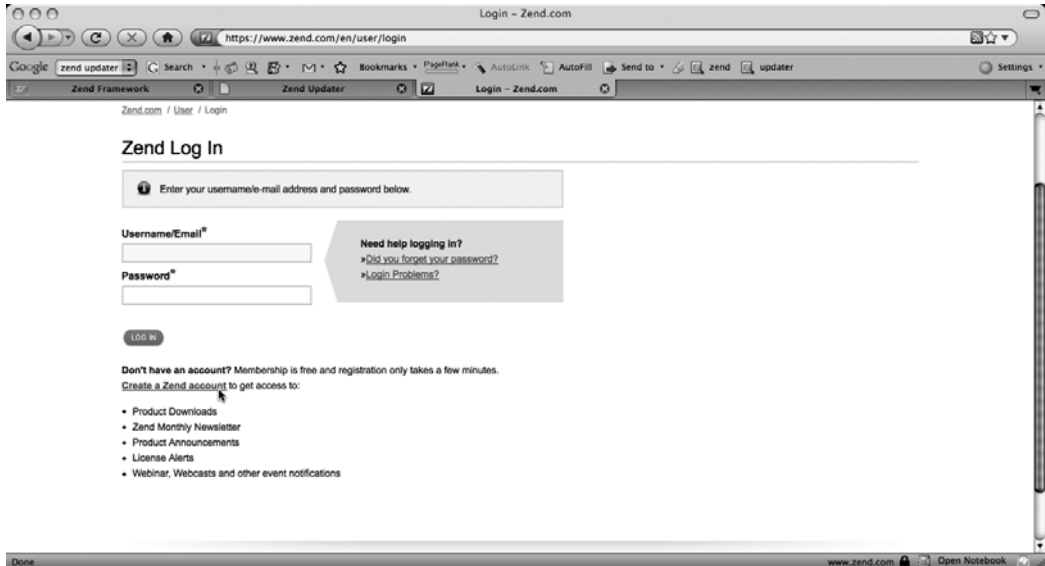 Login – Zend.com
https://www.zend.com/en/user/login
Google zend updater Search Bookmarks PageRank AutoLink AutoFill Send to zend updater Settings
Zend Framework Zend Updater Login – Zend.com
Zend.com / User / Login
Zend Log In
Enter your username/e-mail address and password below.
Username/Email*
Need help logging in?
»Did you forget your password?
Password*
»Login Problems?
LOG IN
Don't have an account? Membership is free and registration only takes a few minutes.
Create a Zend account to get access to:
• Product Downloads
• Zend Monthly Newsletter
• Product Announcements
• License Alerts
• Webinar, Webcasts and other event notifications
Done www.zend.com Open Notebook